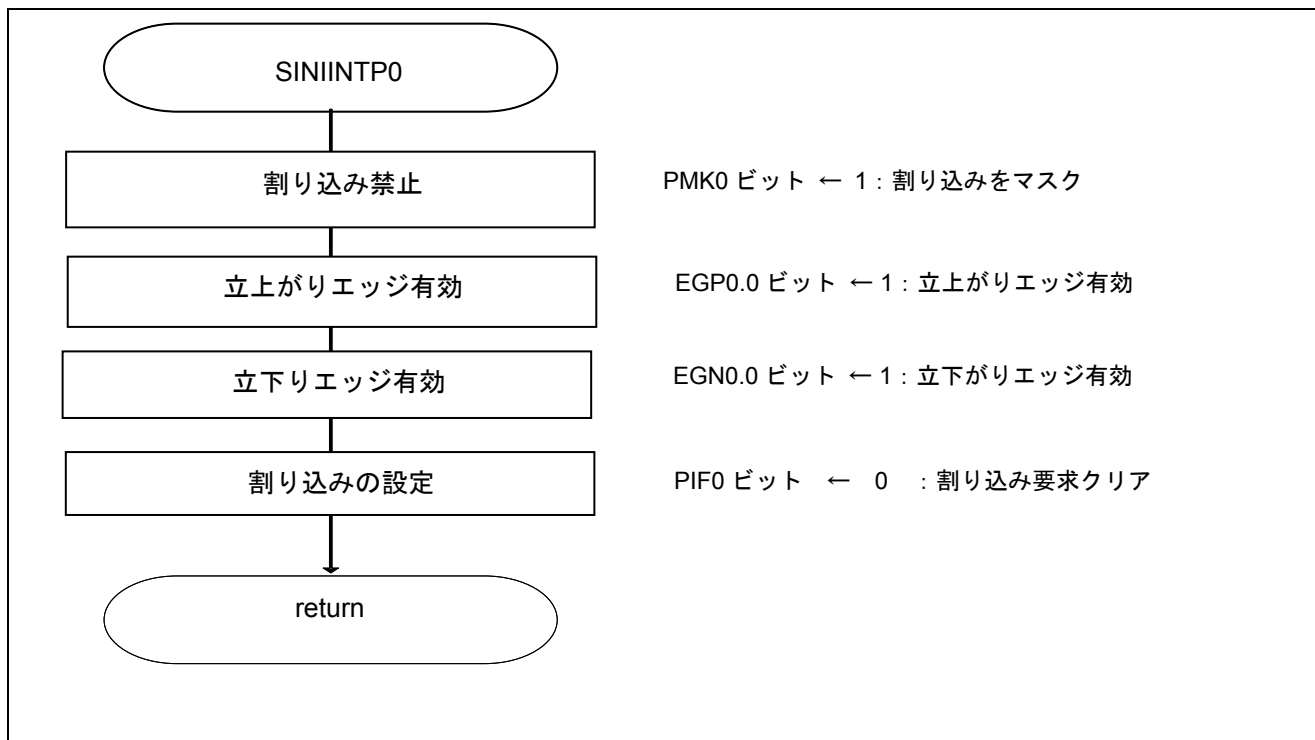 SINIINTP0
割り込み禁止
PMK0 ビット ← 1：割り込みをマスク
立上がりエッジ有効
EGP0.0 ビット ← 1：立上がりエッジ有効
立下りエッジ有効
EGN0.0 ビット ← 1：立下がりエッジ有効
割り込みの設定
PIF0 ビット ← 0 ：割り込み要求クリア
return